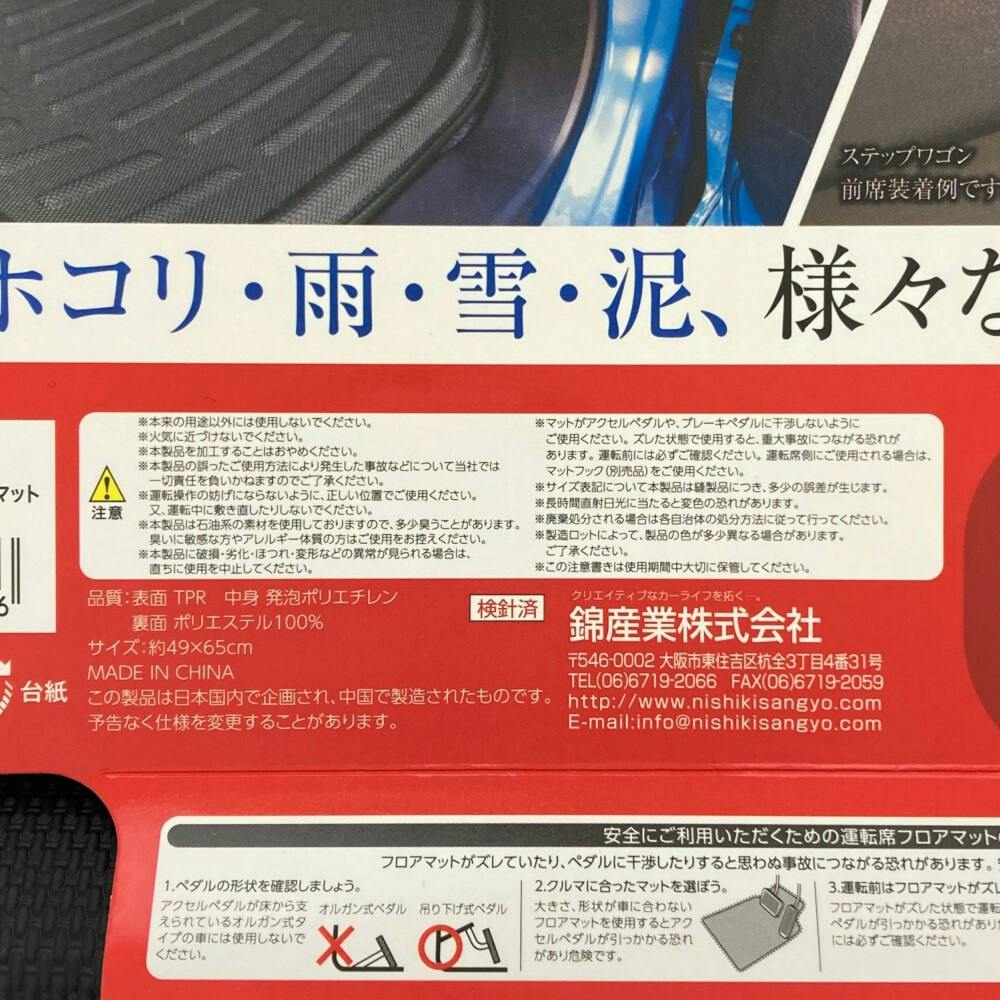 ステップワゴン
前席装着例です
ホコリ・雨・雪・泥、様々な
マット
6
台紙
注意
※本来の用途以外には使用しないでください。
※火気に近づけないでください。
※本製品を加工することはおやめください。
※本製品の誤ったご使用方法により発生した事故などについて当社では
一切責任を負いかねますのでご了承ください。
※運転操作の妨げにならないように、正しい位置でご使用ください。
又、運転中に敷き直したりしないでください。
※本製品は石油系の素材を使用しておりますので、多少臭うことがあります。
臭いに敏感な方やアレルギー体質の方はご使用をお控えください。
※本製品に破損・劣化・ほつれ・変形などの異常が見られる場合は、
直ちに使用を中止してください。
※マットがアクセルペダルや、ブレーキペダルに干渉しないように
ご使用ください。ズレた状態で使用すると、重大事故につながる恐れが
あります。運転前には必ずご確認ください。運転席側にご使用される場合は、
マットフック(別売品)をご使用ください。
※サイズ表記について本製品は縫製品につき、多少の誤差が生じます。
※長時間直射日光に当たると変色の恐れがあります。
※廃棄処分される場合は各自治体の処分方法に従って行ってください。
※製造ロットによって、製品の色が多少異なる場合があります。
ご了承ください。
※この注意書きは使用期間中大切に保管してください。
品質:表面 TPR 中身 発泡ポリエチレン
裏面 ポリエステル100%
サイズ:約49×65cm
MADE IN CHINA
この製品は日本国内で企画され、中国で製造されたものです。
予告なく仕様を変更することがあります。
検針済
クリエイティブなカーライフを拓く…。
錦産業株式会社
〒546-0002 大阪市東住吉区杭全3丁目4番31号
TEL(06)6719-2066 FAX(06)6719-2059
http://www.nishikisangyo.com
E-mail:info@nishikisangyo.com
安全にご利用いただくための運転席フロアマット
フロアマットがズレていたり、ペダルに干渉したりすると思わぬ事故につながる恐れがあります。
1.ペダルの形状を確認しましょう。
アクセルペダルが床から支
えられているオルガン式タ
イプの車には使用しないで
ください。
オルガン式ペダル 吊り下げ式ペダル
2.クルマに合ったマットを選ぼう。
大きさ、形状が車に合わない
フロアマットを使用するとアク
セルペダルが引っかかる恐れ
があり危険です。
3.運転前はフロアマットがズレ
フロアマットがズレた状態で運転
ペダルが引っかかる恐れが
には必ずご確認ください。